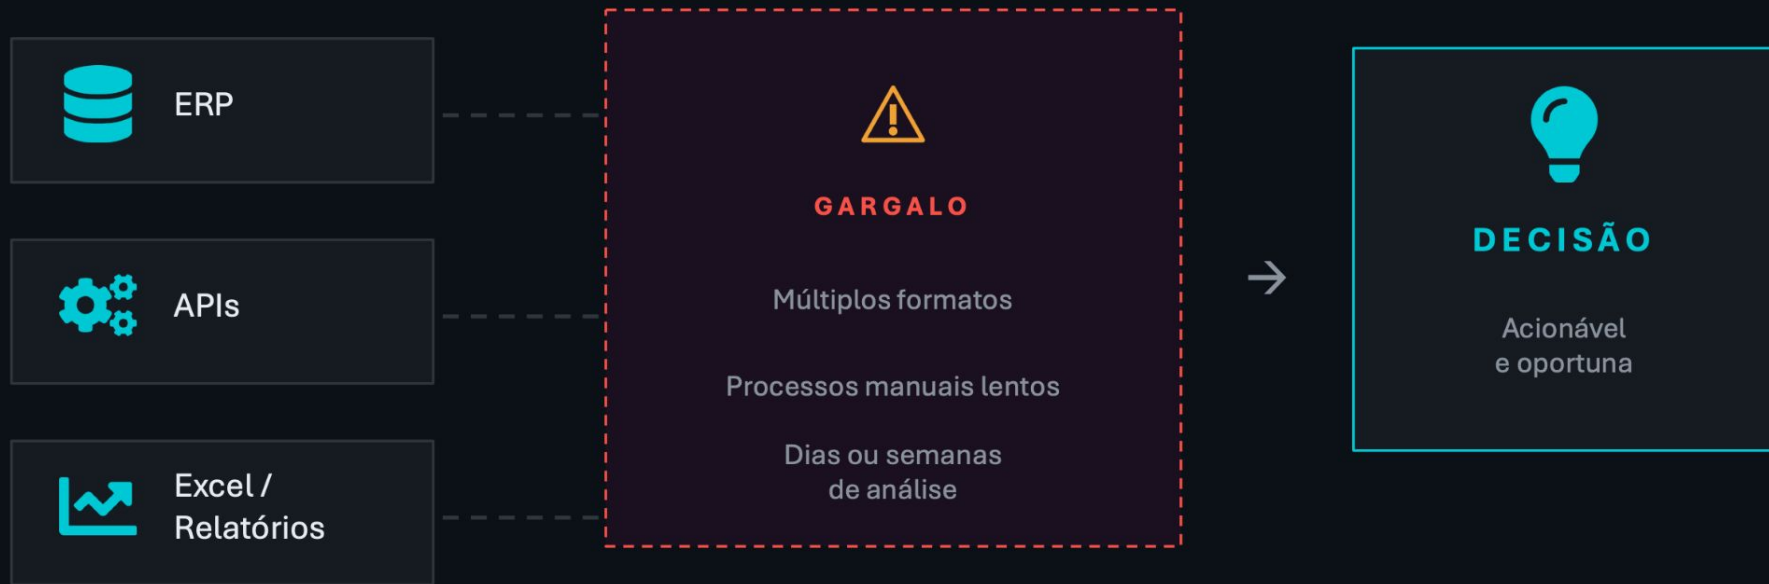 ERP
APIs
Excel /
Relatórios
GARGALO
Múltiplos formatos
Processos manuais lentos
Dias ou semanas
de análise
DECISÃO
Acionável
e oportuna